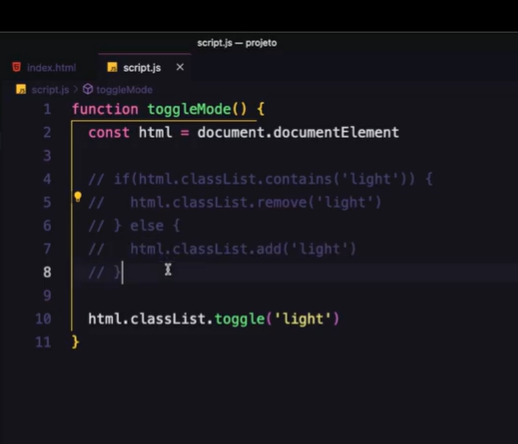 script.js — projeto
index.html script.js ×
script.js > toggleMode
1 function toggleMode() {
2 const html = document.documentElement
3
4 // if(html.classList.contains('light')) {
5 //   html.classList.remove('light')
6 // } else {
7 //   html.classList.add('light')
8 // }
9
10 html.classList.toggle('light')
11 }